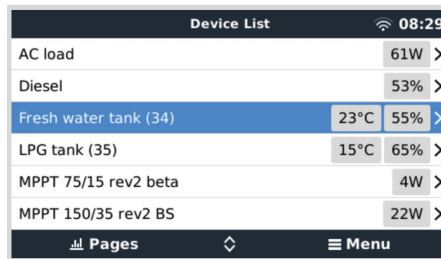 Device List 08:29
AC load 61W
Diesel 53%
Fresh water tank (34) 23°C 55%
LPG tank (35) 15°C 65%
MPPT 75/15 rev2 beta 4W
MPPT 150/35 rev2 BS 22W
Pages Menu